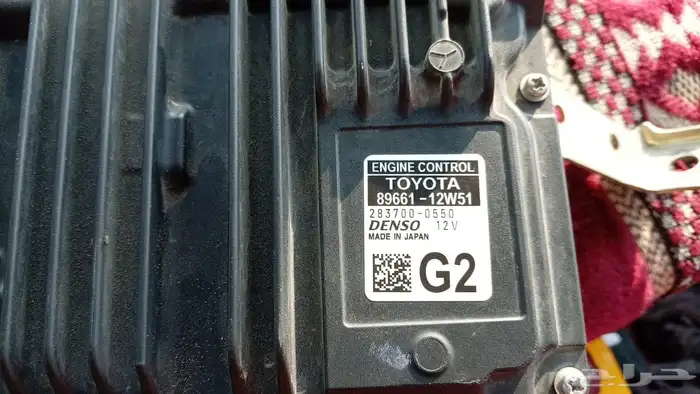 ENGINE CONTROL
TOYOTA
89661-12W51
283700-0550
DENSO 12V
MADE IN JAPAN
G2
حراج